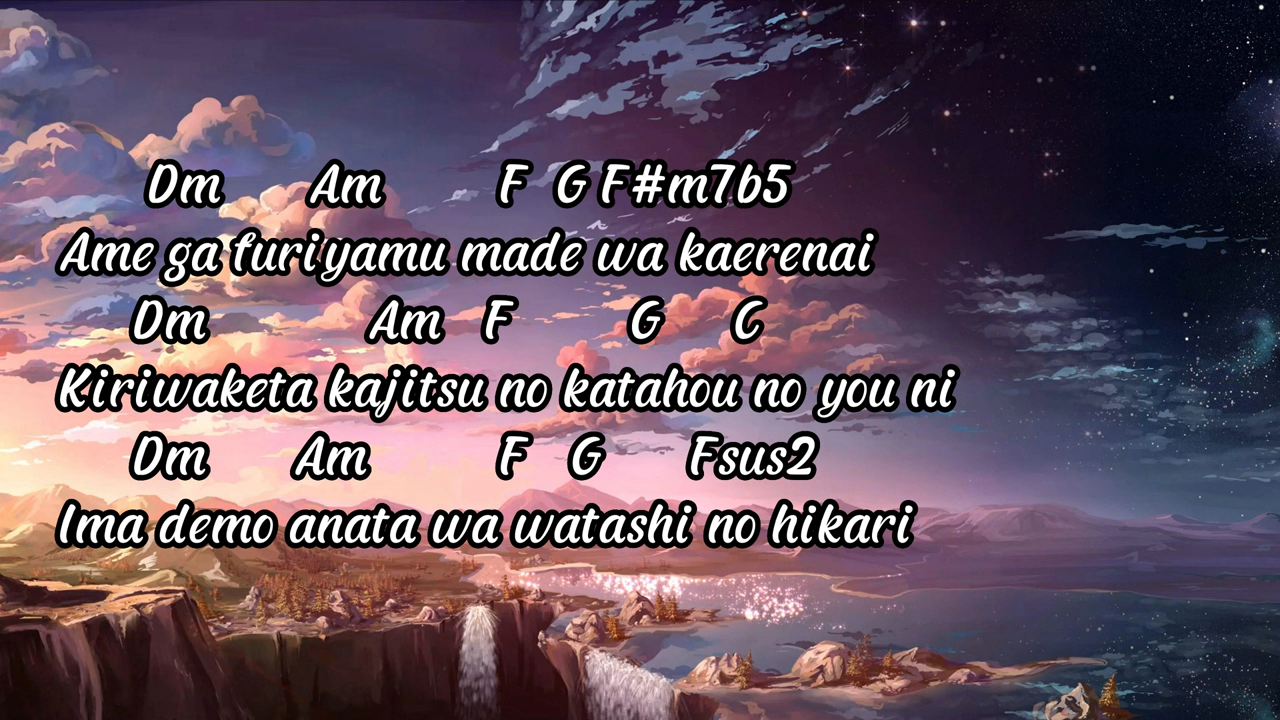 Dm Am F G F#m7b5
Ame ga furiyamu made wa kaerenai
Dm Am F G C
Kiriwaketa kajitsu no katahou no you ni
Dm Am F G Fsus2
Ima demo anata wa watashi no hikari